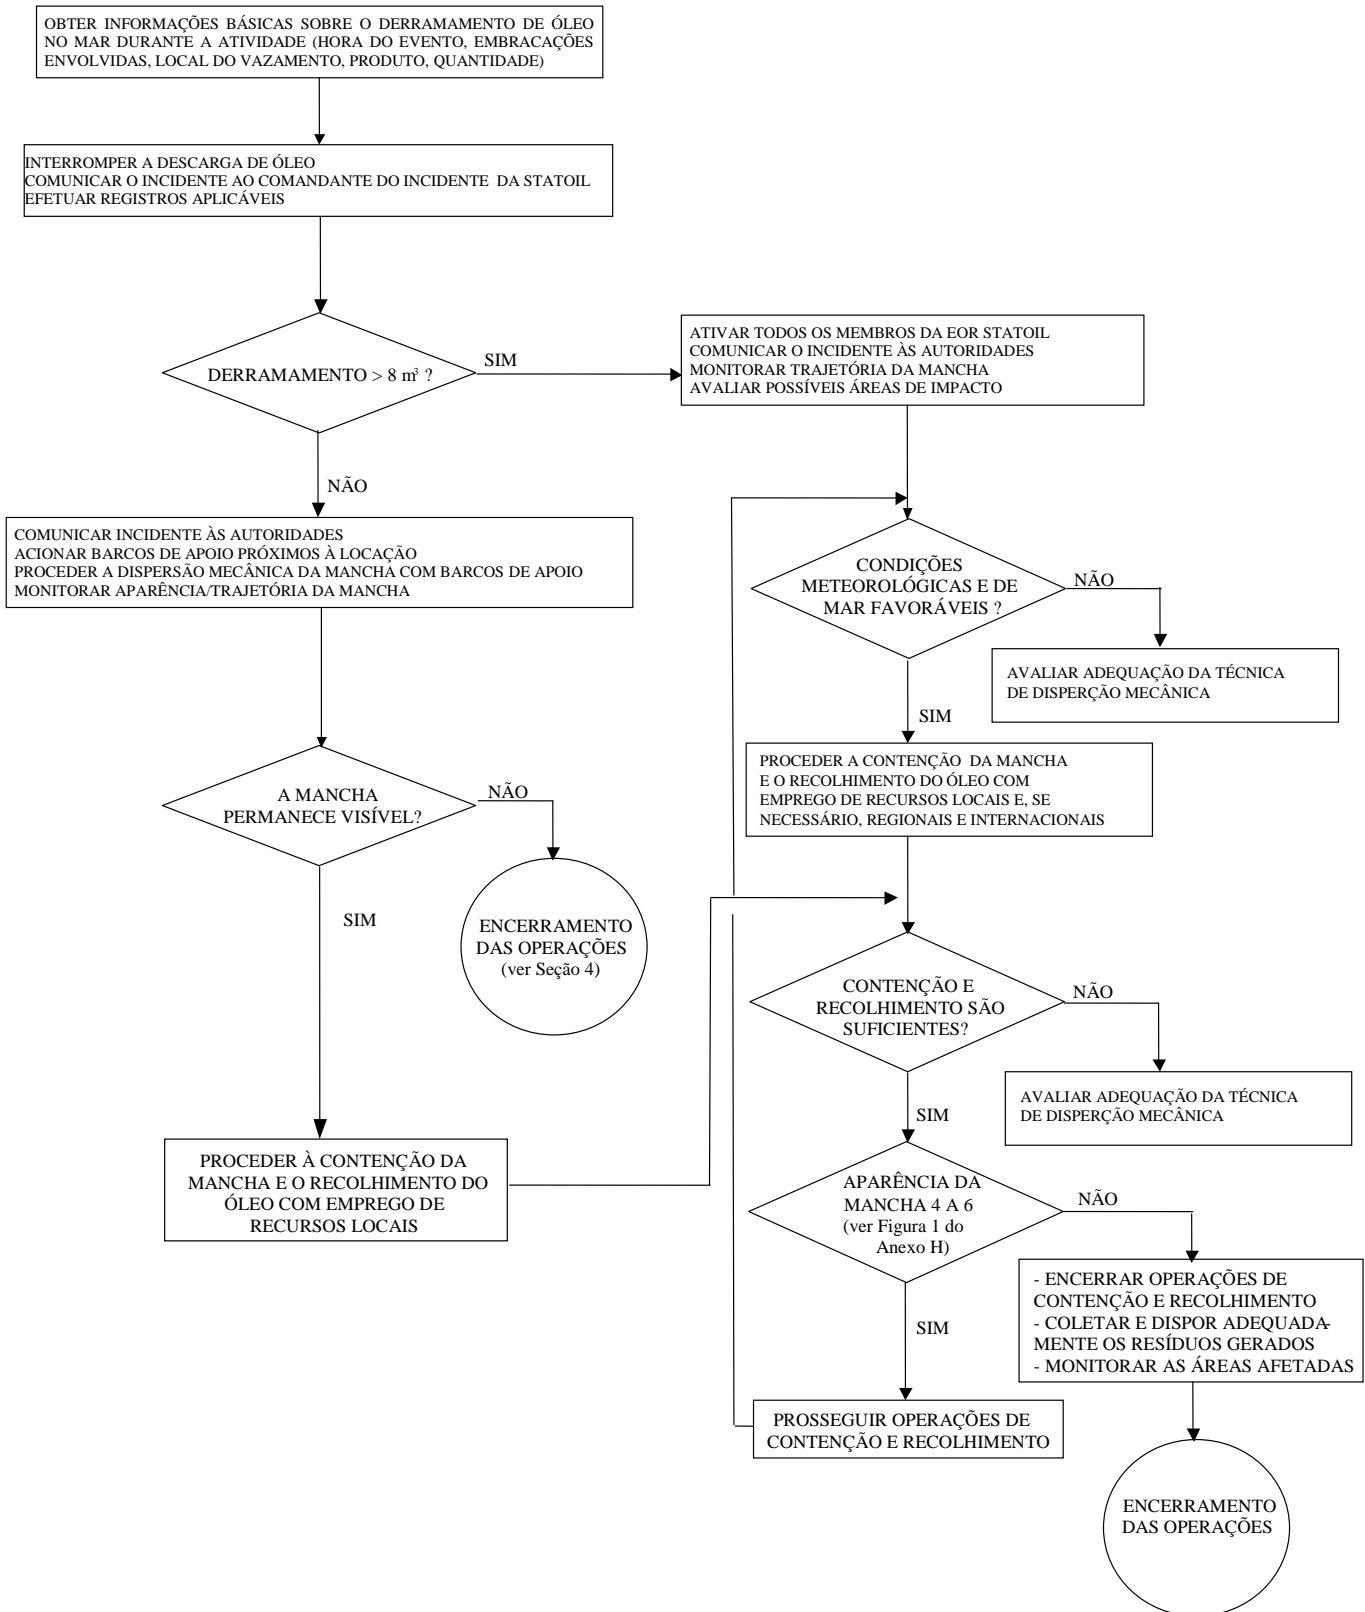 OBTER INFORMAÇÕES BÁSICAS SOBRE O DERRAMAMENTO DE ÓLEO
NO MAR DURANTE A ATIVIDADE (HORA DO EVENTO, EMBRACAÇÕES
ENVOLVIDAS, LOCAL DO VAZAMENTO, PRODUTO, QUANTIDADE)
INTERROMPER A DESCARGA DE ÓLEO
COMUNICAR O INCIDENTE AO COMANDANTE DO INCIDENTE DA STATOIL
EFETUAR REGISTROS APLICÁVEIS
DERRAMAMENTO > 8 m³ ?
SIM
ATIVAR TODOS OS MEMBROS DA EOR STATOIL
COMUNICAR O INCIDENTE ÀS AUTORIDADES
MONITORAR TRAJETÓRIA DA MANCHA
AVALIAR POSSÍVEIS ÁREAS DE IMPACTO
NÃO
COMUNICAR INCIDENTE ÀS AUTORIDADES
ACIONAR BARCOS DE APOIO PRÓXIMOS À LOCAÇÃO
PROCEDER A DISPERSÃO MECÂNICA DA MANCHA COM BARCOS DE APOIO
MONITORAR APARÊNCIA/TRAJETÓRIA DA MANCHA
CONDIÇÕES
METEOROLÓGICAS E DE
MAR FAVORÁVEIS ?
NÃO
AVALIAR ADEQUAÇÃO DA TÉCNICA
DE DISPERÇÃO MECÂNICA
SIM
PROCEDER A CONTENÇÃO DA MANCHA
E O RECOLHIMENTO DO ÓLEO COM
EMPREGO DE RECURSOS LOCAIS E, SE
NECESSÁRIO, REGIONAIS E INTERNACIONAIS
A MANCHA
PERMANECE VISÍVEL?
NÃO
ENCERRAMENTO
DAS OPERAÇÕES
(ver Seção 4)
SIM
CONTENÇÃO E
RECOLHIMENTO SÃO
SUFICIENTES?
NÃO
AVALIAR ADEQUAÇÃO DA TÉCNICA
DE DISPERÇÃO MECÂNICA
SIM
PROCEDER À CONTENÇÃO DA
MANCHA E O RECOLHIMENTO DO
ÓLEO COM EMPREGO DE
RECURSOS LOCAIS
APARÊNCIA DA
MANCHA 4 A 6
(ver Figura 1 do
Anexo H)
NÃO
- ENCERRAR OPERAÇÕES DE
CONTENÇÃO E RECOLHIMENTO
- COLETAR E DISPOR ADEQUADA-
MENTE OS RESÍDUOS GERADOS
- MONITORAR AS ÁREAS AFETADAS
SIM
PROSSEGUIR OPERAÇÕES DE
CONTENÇÃO E RECOLHIMENTO
ENCERRAMENTO
DAS OPERAÇÕES